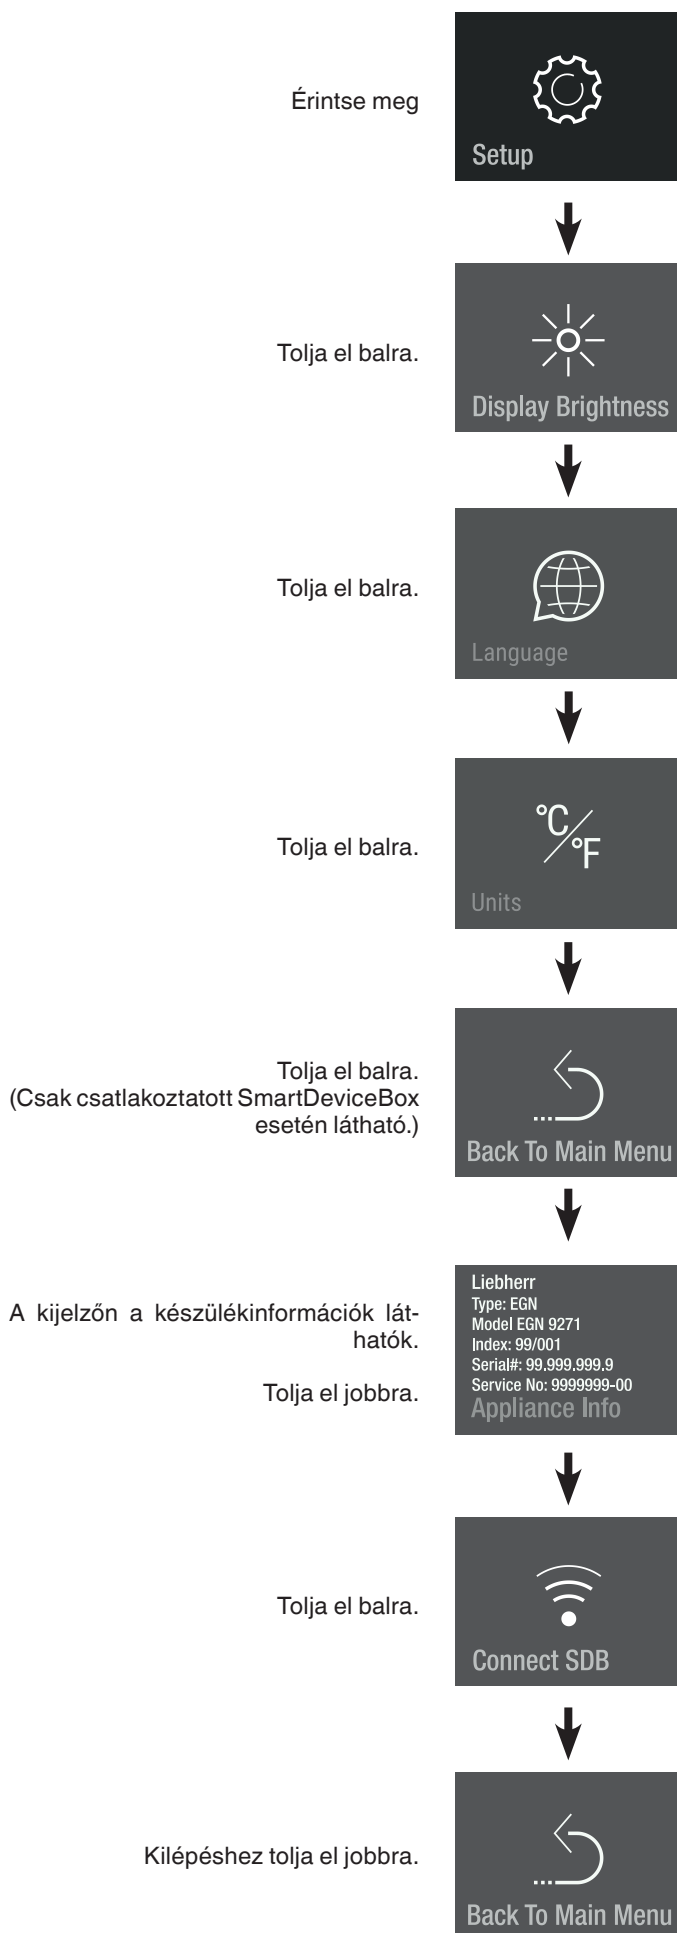 Érintse meg
Setup
Tolja el balra.
Display Brightness
Tolja el balra.
Language
Tolja el balra.
°C/°F
Units
Tolja el balra.
(Csak csatlakoztatott SmartDeviceBox
esetén látható.)
Back To Main Menu
A kijelzőn a készülékinformációk lát-
hatók.
Tolja el jobbra.
Liebherr
Type: EGN
Model EGN 9271
Index: 99/001
Serial#: 99.999.999.9
Service No: 9999999-00
Appliance Info
Tolja el balra.
Connect SDB
Kilépéshez tolja el jobbra.
Back To Main Menu